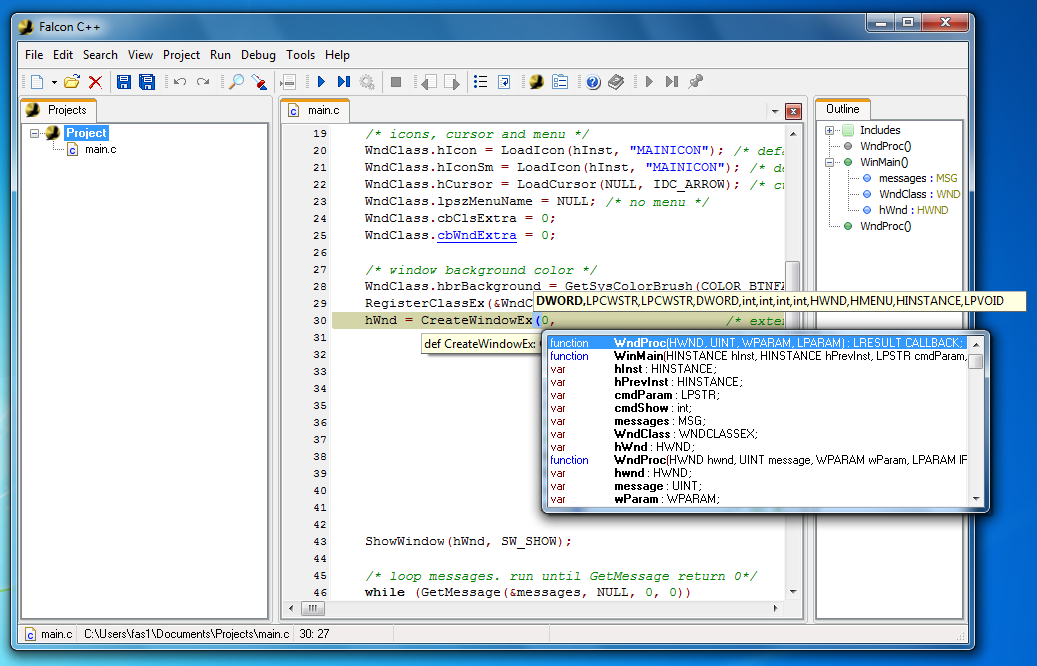 Falcon C++
File Edit Search View Project Run Debug Tools Help
Projects
Project
main.c
main.c
19 /* icons, cursor and menu */
20 WndClass.hIcon = LoadIcon(hInst, "MAINICON"); /* defa
21 WndClass.hIconSm = LoadIcon(hInst, "MAINICON"); /* de
22 WndClass.hCursor = LoadCursor(NULL, IDC_ARROW); /* cu
23 WndClass.lpszMenuName = NULL; /* no menu */
24 WndClass.cbClsExtra = 0;
25 WndClass.cbWndExtra = 0;
26
27 /* window background color */
28 WndClass.hbrBackground = GetSysColorBrush(COLOR_BTNFA
29 RegisterClassEx(&WndC
DWORD,LPCWSTR,LPCWSTR,DWORD,int,int,int,int,HWND,HMENU,HINSTANCE,LPVOID
30 hWnd = CreateWindowEx(0, /* exte
31
def CreateWindowEx:
32
33
34
35
36
37
38
39
40
41
42
43 ShowWindow(hWnd, SW_SHOW);
44
45 /* loop messages. run until GetMessage return 0*/
46 while (GetMessage(&messages, NULL, 0, 0))
function WndProc(HWND, UINT, WPARAM, LPARAM) : LRESULT CALLBACK;
function WinMain(HINSTANCE hInst, HINSTANCE hPrevInst, LPSTR cmdParam,
var hInst : HINSTANCE;
var hPrevInst : HINSTANCE;
var cmdParam : LPSTR;
var cmdShow : int;
var messages : MSG;
var WndClass : WNDCLASSEX;
var hWnd : HWND;
function WndProc(HWND hwnd, UINT message, WPARAM wParam, LPARAM lP
var hwnd : HWND;
var message : UINT;
var wParam : WPARAM;
Outline
Includes
WndProc()
WinMain()
messages : MSG
WndClass : WND
hWnd : HWND
WndProc()
main.c C:\Users\fas1\Documents\Projects\main.c 30: 27